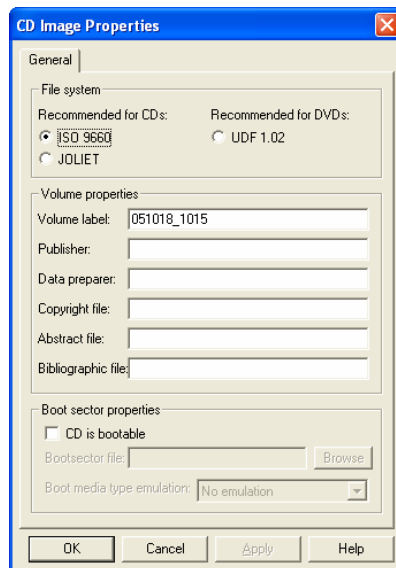 CD Image Properties
General
File system
Recommended for CDs: Recommended for DVDs:
ISO 9660 UDF 1.02
JOLIET
Volume properties
Volume label: 051018_1015
Publisher:
Data preparer:
Copyright file:
Abstract file:
Bibliographic file:
Boot sector properties
CD is bootable
Bootsector file: Browse
Boot media type emulation: No emulation
OK Cancel Apply Help